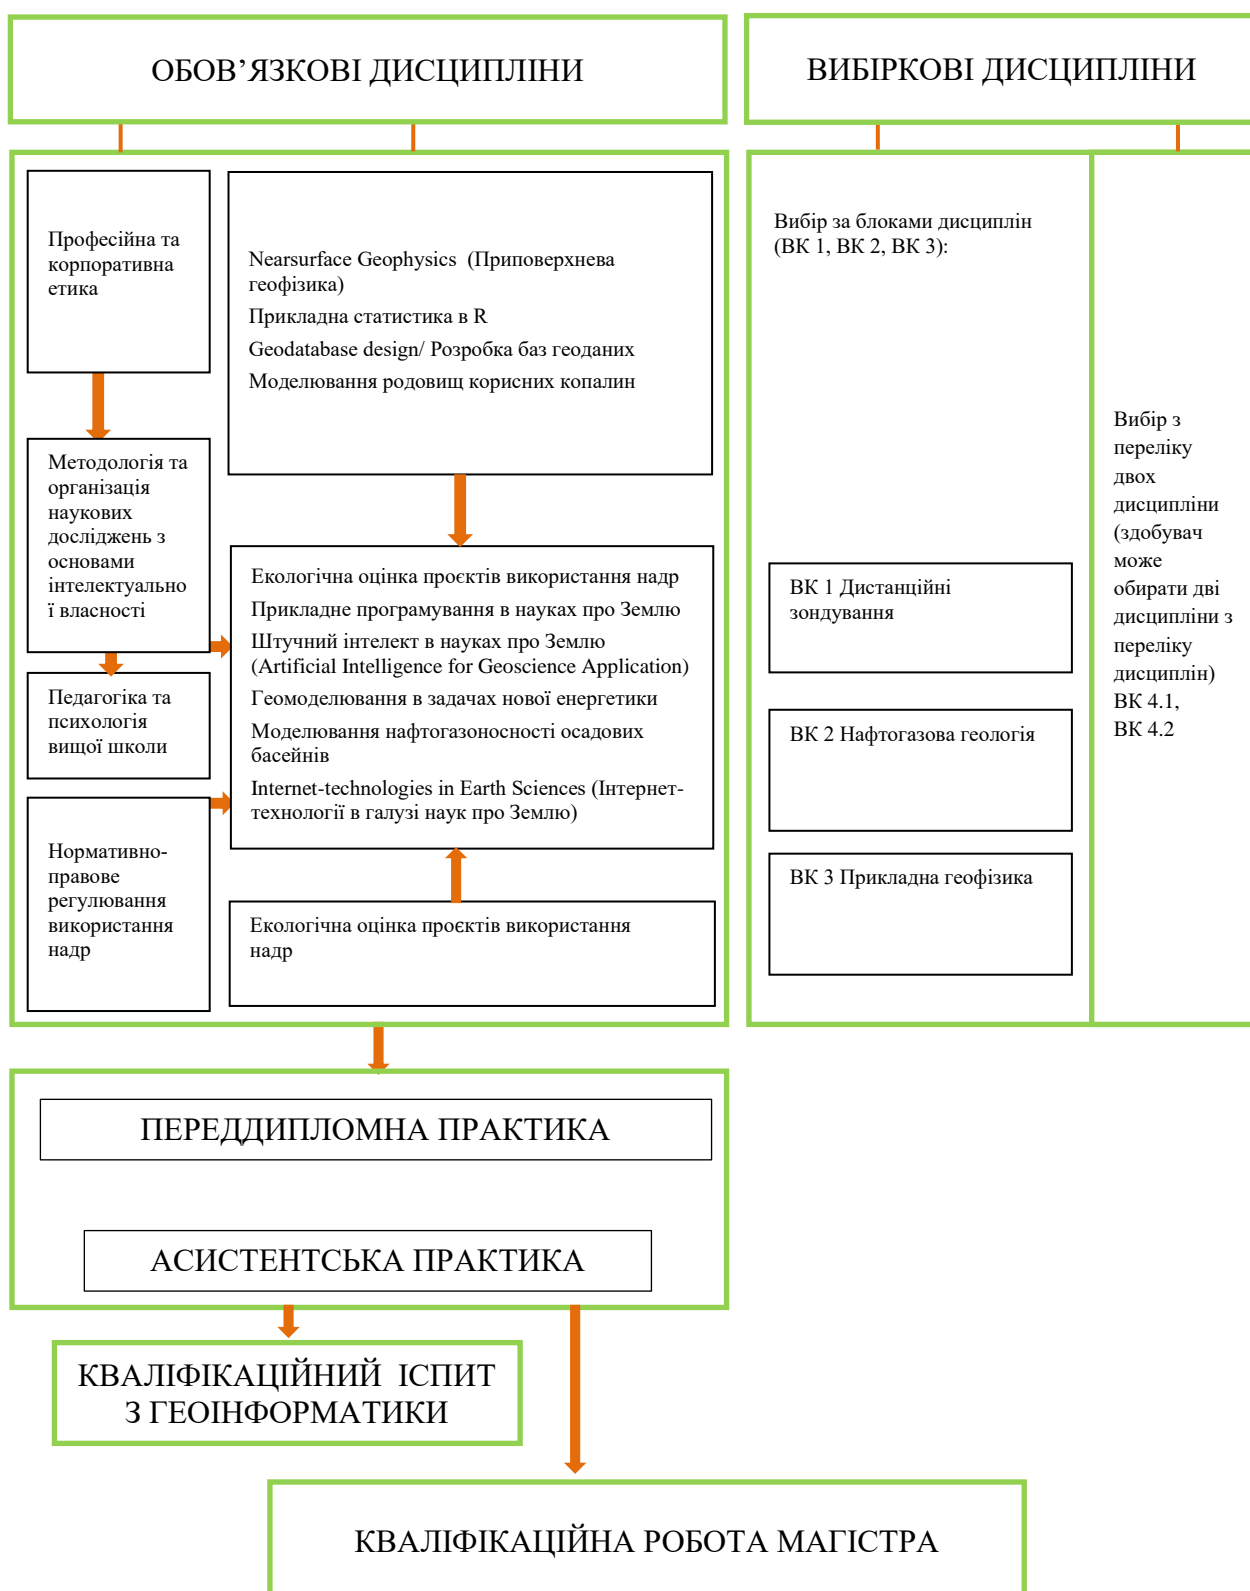 ОБОВ’ЯЗКОВІ ДИСЦИПЛІНИ
ВИБІРКОВІ ДИСЦИПЛІНИ
Професійна та
корпоративна
етика
Nearsurface Geophysics (Приповерхнева
геофізика)
Прикладна статистика в R
Geodatabase design/ Розробка баз геоданих
Моделювання родовищ корисних копалин
Методологія та
організація
наукових
досліджень з
основами
інтелектуально
ї власності
Екологічна оцінка проєктів використання надр
Прикладне програмування в науках про Землю
Штучний інтелект в науках про Землю
(Artificial Intelligence for Geoscience Application)
Геомоделювання в задачах нової енергетики
Моделювання нафтогазоносності осадових
басейнів
Internet-technologies in Earth Sciences (Інтернет-
технології в галузі наук про Землю)
Педагогіка та
психологія
вищої школи
Нормативно-
правове
регулювання
використання
надр
Екологічна оцінка проєктів використання
надр
Вибір за блоками дисциплін
(ВК 1, ВК 2, ВК 3):
ВК 1 Дистанційні
зондування
ВК 2 Нафтогазова геологія
ВК 3 Прикладна геофізика
Вибір з
переліку
двох
дисципліни
(здобувач
може
обирати дві
дисципліни з
переліку
дисциплін)
ВК 4.1,
ВК 4.2
ПЕРЕДДИПЛОМНА ПРАКТИКА
АСИСТЕНТСЬКА ПРАКТИКА
КВАЛІФІКАЦІЙНИЙ ІСПИТ
З ГЕОІНФОРМАТИКИ
КВАЛІФІКАЦІЙНА РОБОТА МАГІСТРА